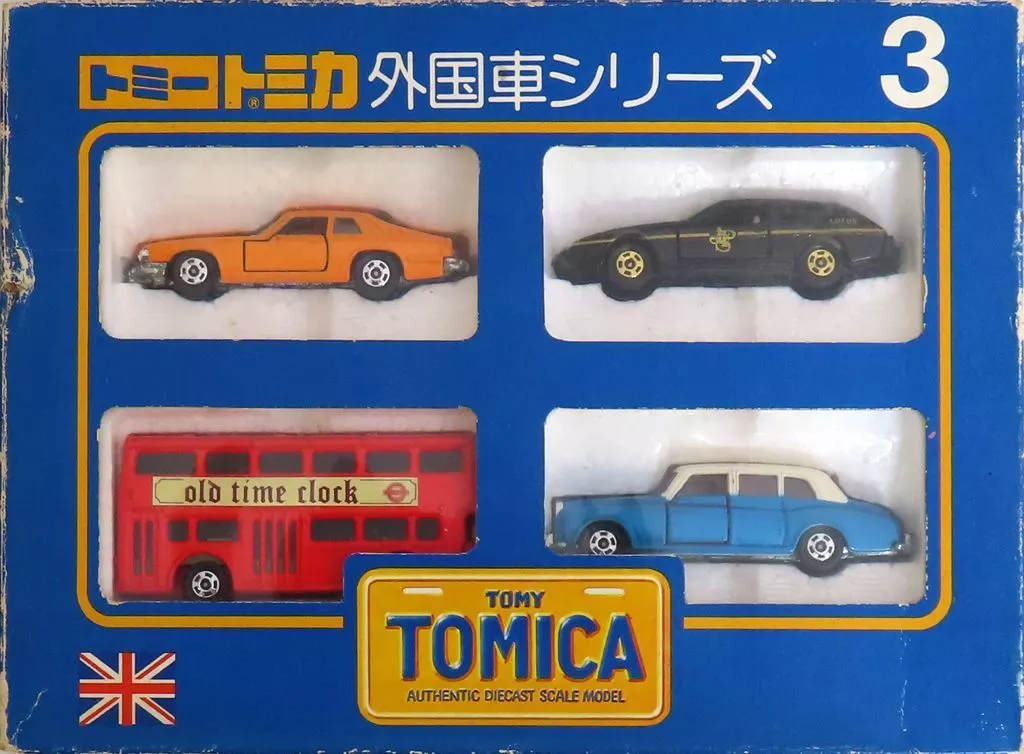 トミートミカ® 外国車シリーズ 3
LOTUS
old time clock
TOMY
TOMICA
AUTHENTIC DIECAST SCALE MODEL